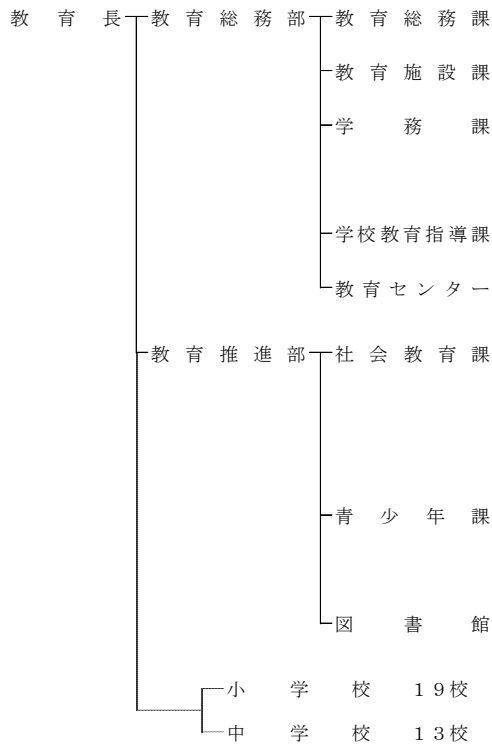 教育長 教育総務部 教育総務課
教育施設課
学務課
学校教育指導課
教育センター
教育推進部 社会教育課
青少年課
図書館
小学校 19校
中学校 13校